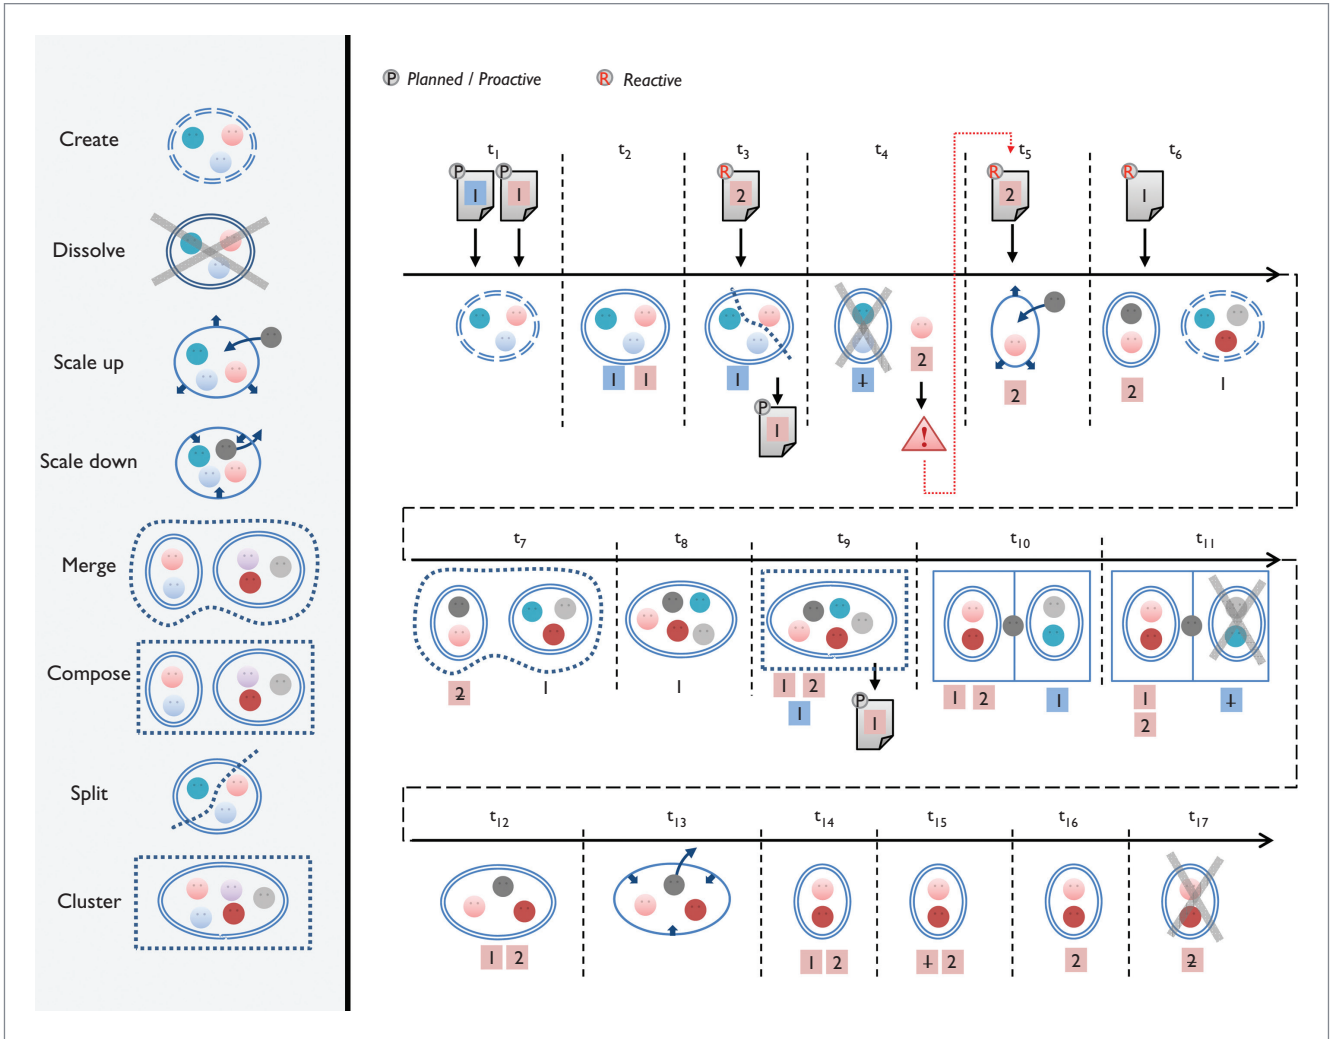 P Planned / Proactive R Reactive
Create
Dissolve
Scale up
Scale down
Merge
Compose
Split
Cluster
t1 t2 t3 t4 t5 t6
P P R R R
1 1 2 2 1
1 1 1 1 2 2 2 1
P
1
!
t7 t8 t9 t10 t11
2 1 1 1 2 1 2 1 1 1
1 2
P
1
t12 t13 t14 t15 t16 t17
1 2 1 2 1 2 2 2